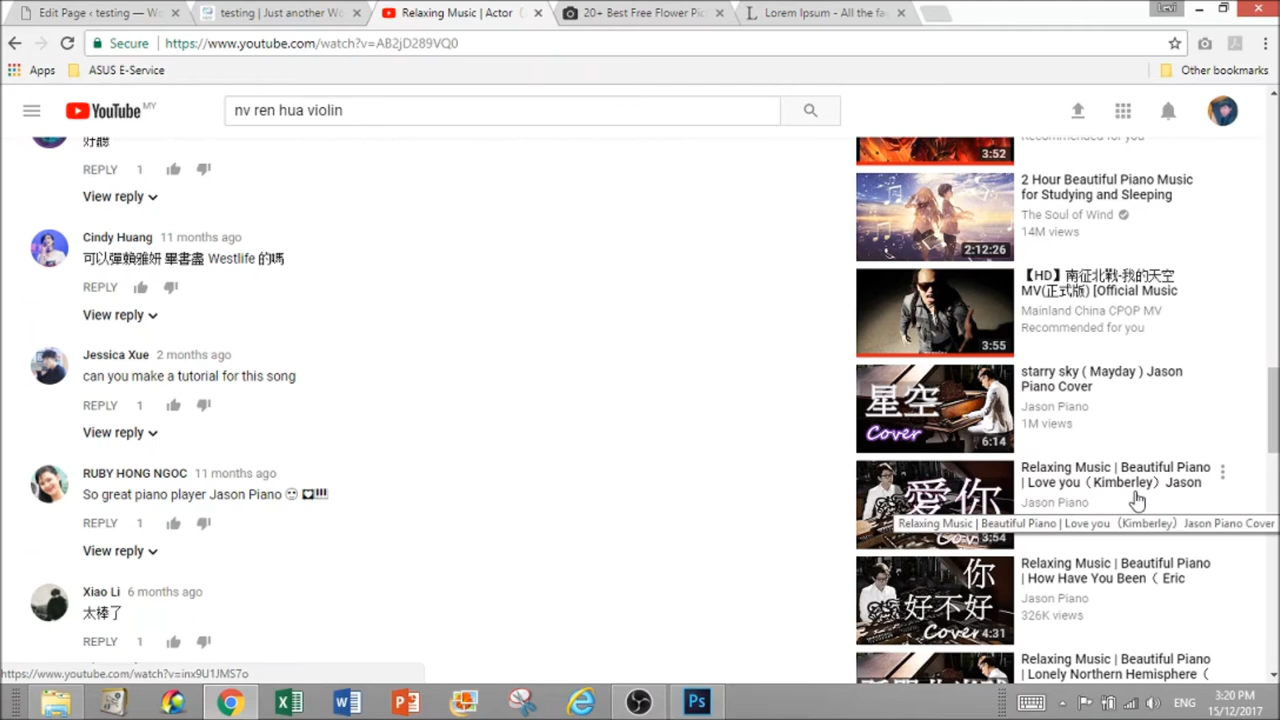 Edit Page ‹ testing — Wo
testing | Just another Wo
Relaxing Music | Actor (
20+ Best Free Flower Pic
Lorem Ipsum - All the fa
Levi
Secure
https://www.youtube.com/watch?v=AB2jD289VQ0
Apps
ASUS E-Service
Other bookmarks
YouTube MY
nv ren hua violin
好聽
REPLY 1
View reply
Cindy Huang 11 months ago
可以彈賴雅妍 畢書盡 Westlife 的嗎
REPLY
View reply
Jessica Xue 2 months ago
can you make a tutorial for this song
REPLY 1
View reply
RUBY HONG NGOC 11 months ago
So great piano player Jason Piano
REPLY 1
View reply
Xiao Li 6 months ago
太棒了
REPLY 1
Recommended for you
3:52
2 Hour Beautiful Piano Music
for Studying and Sleeping
The Soul of Wind
14M views
2:12:26
【HD】南征北戰-我的天空
MV(正式版) [Official Music
Mainland China CPOP MV
Recommended for you
3:55
starry sky ( Mayday ) Jason
Piano Cover
Jason Piano
1M views
星空
Cover
6:14
Relaxing Music | Beautiful Piano
| Love you（Kimberley）Jason
Jason Piano
愛你
Relaxing Music | Beautiful Piano | Love you（Kimberley）Jason Piano Cover
3:54
Relaxing Music | Beautiful Piano
| How Have You Been（ Eric
Jason Piano
326K views
你
好不好
Cover
4:31
Relaxing Music | Beautiful Piano
| Lonely Northern Hemisphere（
https://www.youtube.com/watch?v=inx9U1JMS7o
ENG
3:20 PM
15/12/2017